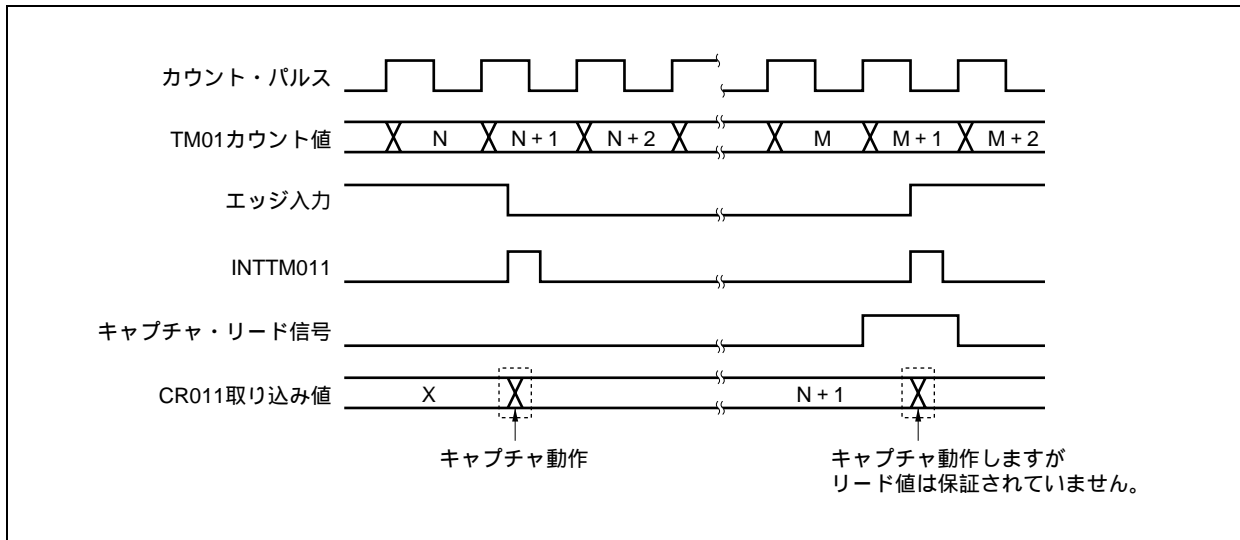 カウント・パルス
TM01カウント値
N
N + 1
N + 2
M
M + 1
M + 2
エッジ入力
INTTM011
キャプチャ・リード信号
CR011取り込み値
X
N + 1
キャプチャ動作
キャプチャ動作しますが
リード値は保証されていません。